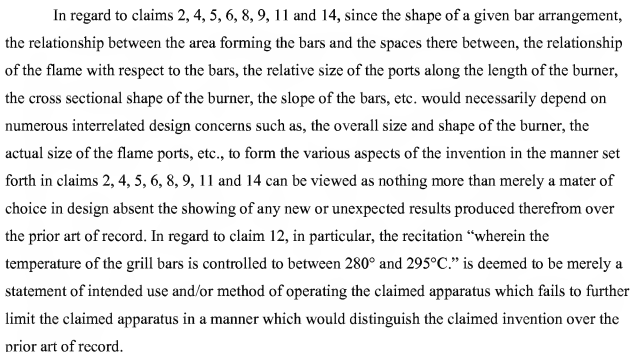 In regard to claims 2, 4, 5, 6, 8, 9, 11 and 14, since the shape of a given bar arrangement,
the relationship between the area forming the bars and the spaces there between, the relationship
of the flame with respect to the bars, the relative size of the ports along the length of the burner,
the cross sectional shape of the burner, the slope of the bars, etc. would necessarily depend on
numerous interrelated design concerns such as, the overall size and shape of the burner, the
actual size of the flame ports, etc., to form the various aspects of the invention in the manner set
forth in claims 2, 4, 5, 6, 8, 9, 11 and 14 can be viewed as nothing more than merely a mater of
choice in design absent the showing of any new or unexpected results produced therefrom over
the prior art of record. In regard to claim 12, in particular, the recitation “wherein the
temperature of the grill bars is controlled to between 280° and 295°C.” is deemed to be merely a
statement of intended use and/or method of operating the claimed apparatus which fails to further
limit the claimed apparatus in a manner which would distinguish the claimed invention over the
prior art of record.